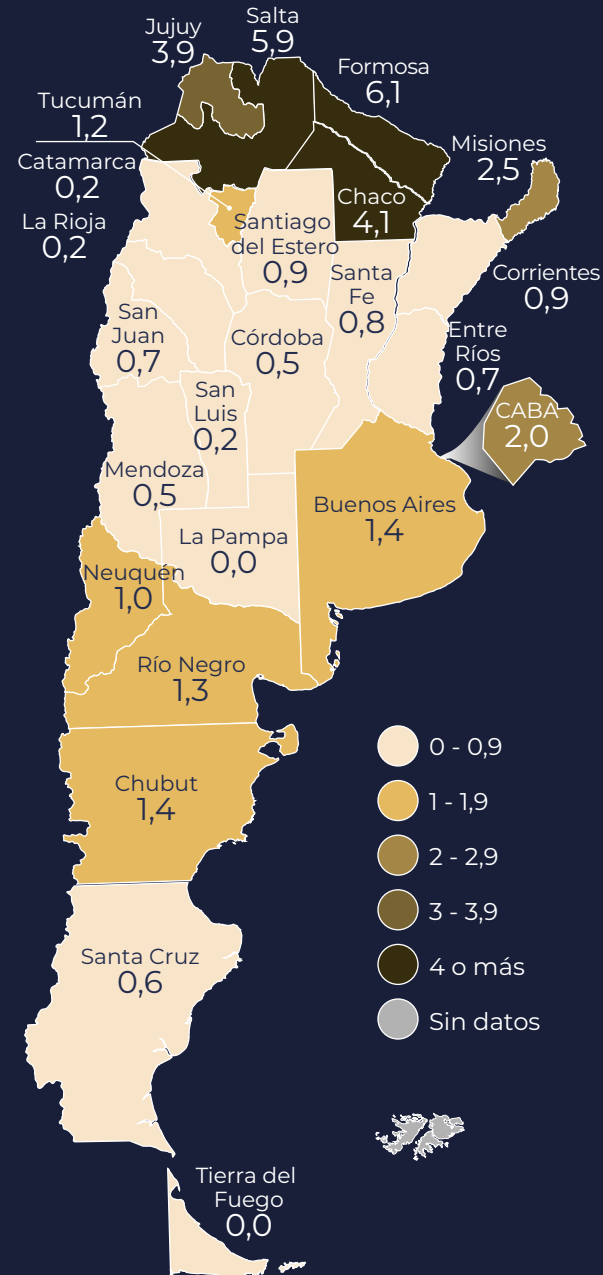 Jujuy
3,9
Salta
5,9
Formosa
6,1
Tucumán
1,2
Catamarca
0,2
La Rioja
0,2
Misiones
2,5
Chaco
4,1
Santiago
del Estero
0,9
Santa
Fe
0,8
Corrientes
0,9
San
Juan
0,7
Córdoba
0,5
Entre
Ríos
0,7
San
Luis
0,2
CABA
2,0
Mendoza
0,5
Buenos Aires
1,4
La Pampa
0,0
Neuquén
1,0
Río Negro
1,3
Chubut
1,4
Santa Cruz
0,6
Tierra del
Fuego
0,0
0 - 0,9
1 - 1,9
2 - 2,9
3 - 3,9
4 o más
Sin datos